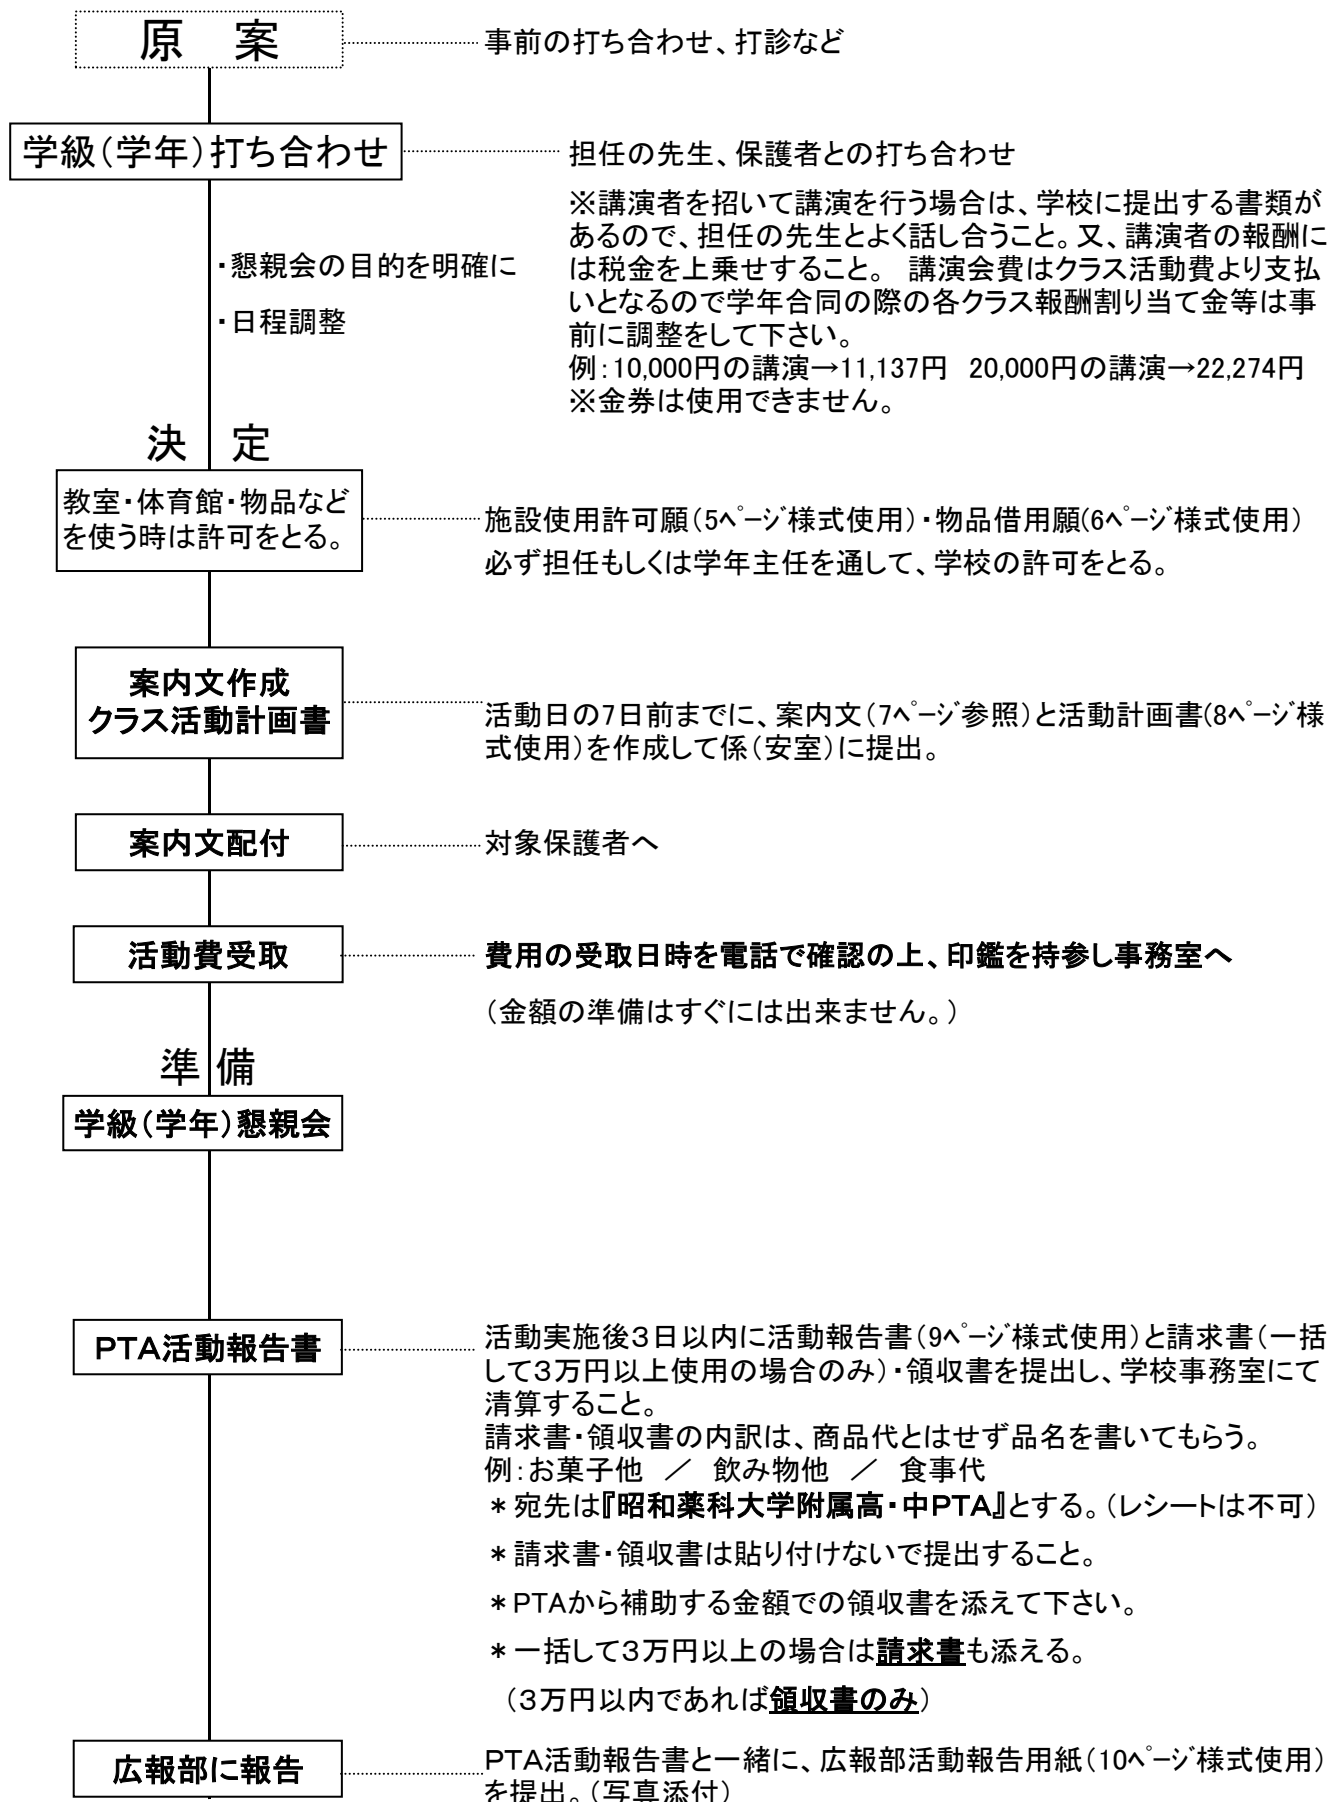 原　案
事前の打ち合わせ、打診など
学級（学年）打ち合わせ
担任の先生、保護者との打ち合わせ
※講演者を招いて講演を行う場合は、学校に提出する書類が
あるので、担任の先生とよく話し合うこと。又、講演者の報酬に
は税金を上乗せすること。 講演会費はクラス活動費より支払
いとなるので学年合同の際の各クラス報酬割り当て金等は事
前に調整をして下さい。
例：10,000円の講演→11,137円　20,000円の講演→22,274円
※金券は使用できません。
・懇親会の目的を明確に
・日程調整
決　定
教室・体育館・物品など
を使う時は許可をとる。
施設使用許可願（5ﾍﾟｰｼﾞ様式使用）・物品借用願(6ﾍﾟｰｼﾞ様式使用）
必ず担任もしくは学年主任を通して、学校の許可をとる。
案内文作成
クラス活動計画書
活動日の7日前までに、案内文（7ﾍﾟｰｼﾞ参照）と活動計画書(8ﾍﾟｰｼﾞ様
式使用）を作成して係（安室）に提出。
案内文配付
対象保護者へ
活動費受取
費用の受取日時を電話で確認の上、印鑑を持参し事務室へ
（金額の準備はすぐには出来ません。）
準 備
学級（学年）懇親会
PTA活動報告書
活動実施後３日以内に活動報告書（9ﾍﾟｰｼﾞ様式使用）と請求書（一括
して３万円以上使用の場合のみ）・領収書を提出し、学校事務室にて
清算すること。
請求書・領収書の内訳は、商品代とはせず品名を書いてもらう。
例：お菓子他　／　飲み物他　／　食事代
＊宛先は『昭和薬科大学附属高・中PTA』とする。（レシートは不可）
＊請求書・領収書は貼り付けないで提出すること。
＊PTAから補助する金額での領収書を添えて下さい。
＊一括して３万円以上の場合は請求書も添える。
（３万円以内であれば領収書のみ）
広報部に報告
PTA活動報告書と一緒に、広報部活動報告用紙（10ﾍﾟｰｼﾞ様式使用）
を提出。（写真添付）